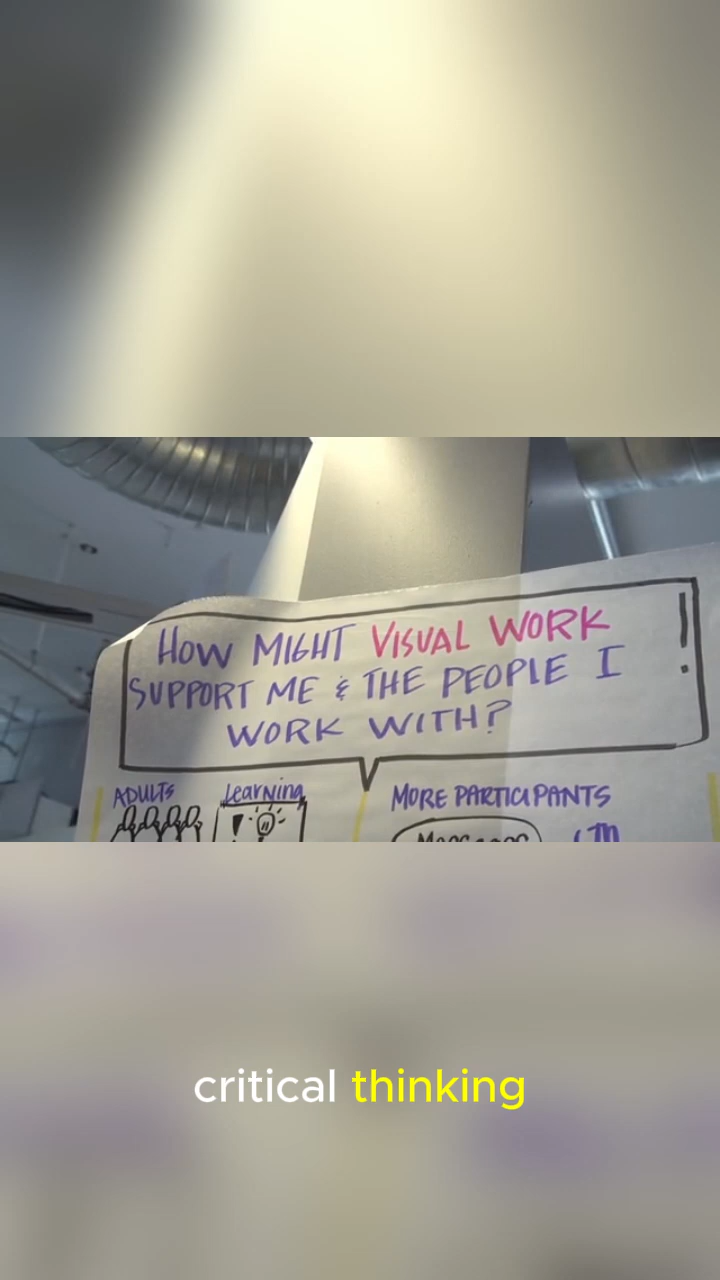 HOW MIGHT VISUAL WORK
SUPPORT ME & THE PEOPLE I
WORK WITH?
!
ADULTS
Learning
MORE PARTICIPANTS
critical thinking